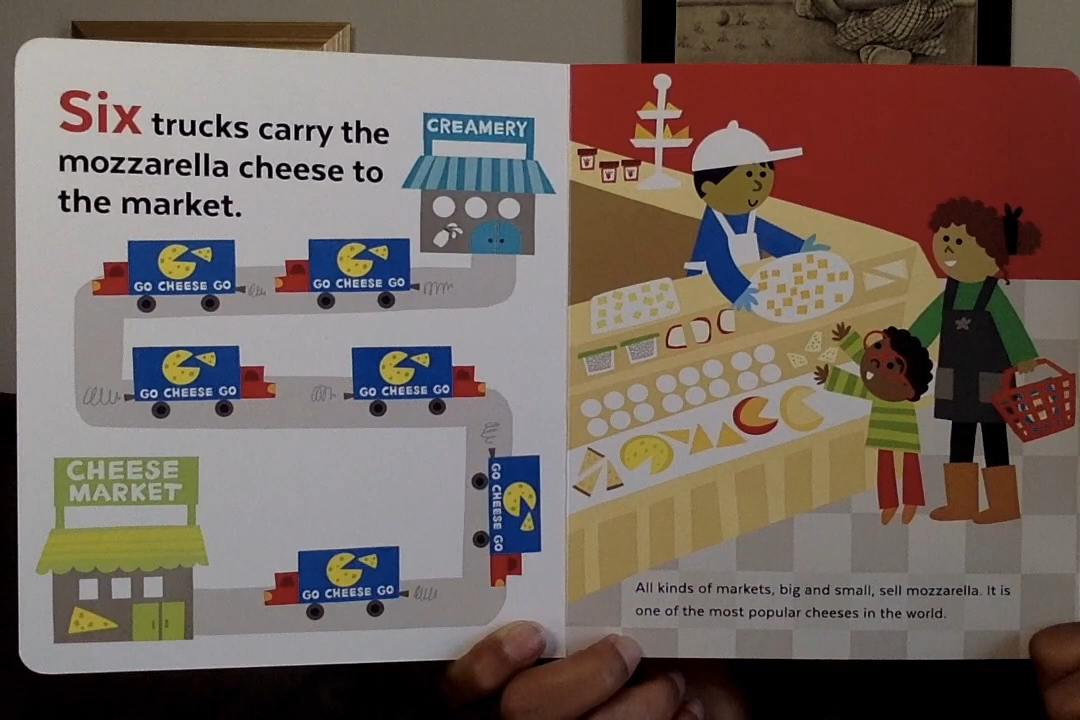 Six trucks carry the
mozzarella cheese to
the market.
CREAMERY
GO CHEESE GO
GO CHEESE GO
GO CHEESE GO
GO CHEESE GO
GO CHEESE GO
GO CHEESE GO
CHEESE
MARKET
All kinds of markets, big and small, sell mozzarella. It is
one of the most popular cheeses in the world.